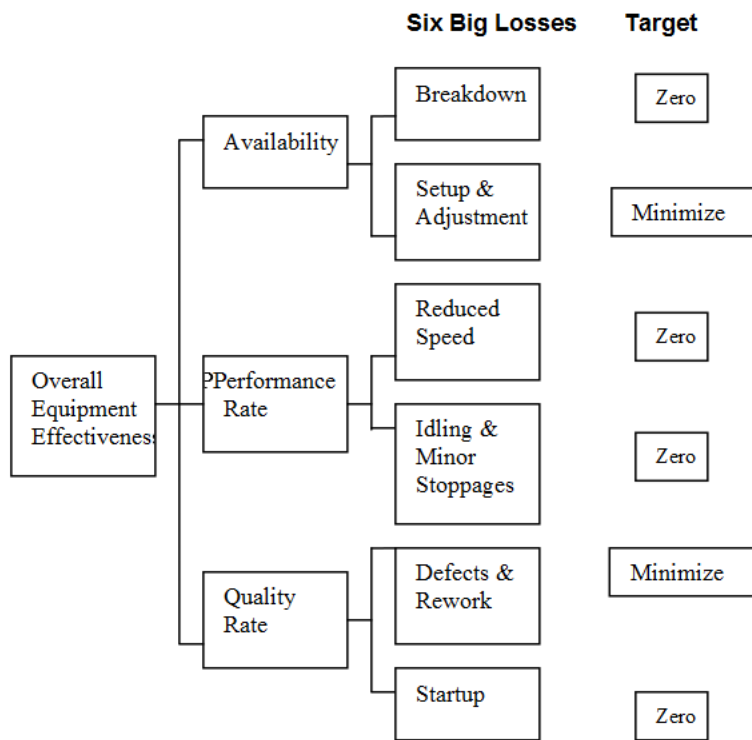 Six Big Losses Target
Breakdown
Zero
Availability
Setup &
Adjustment
Minimize
Reduced
Speed
Zero
Overall
Equipment
Effectiveness
PPerformance
Rate
Idling &
Minor
Stoppages
Zero
Quality
Rate
Defects &
Rework
Minimize
Startup
Zero